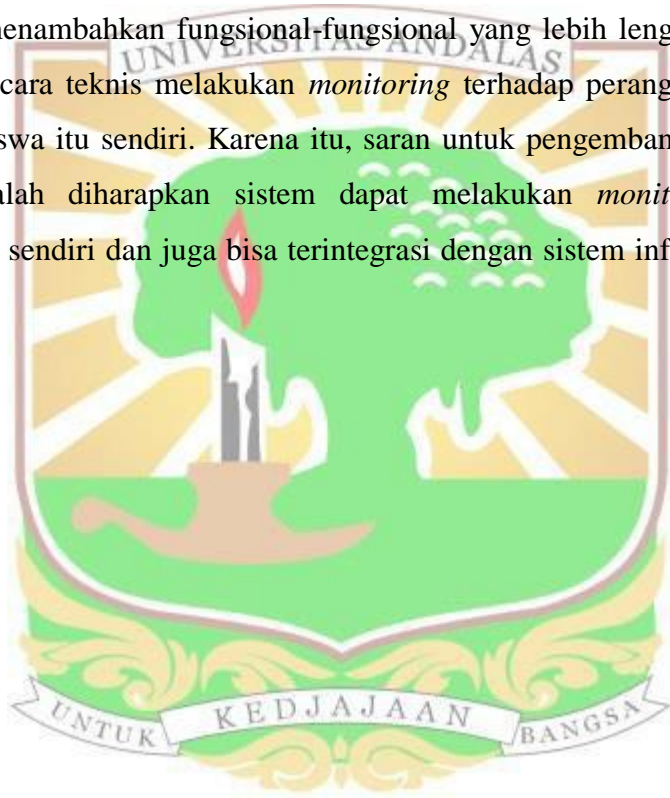 menambahkan fungsional-fungsional yang lebih leng
UNIVERSITAS ANDALAS
cara teknis melakukan monitoring terhadap perang
swa itu sendiri. Karena itu, saran untuk pengemban
alah diharapkan sistem dapat melakukan monit
sendiri dan juga bisa terintegrasi dengan sistem inf
UNTUK KEDJAJAAN BANGSA